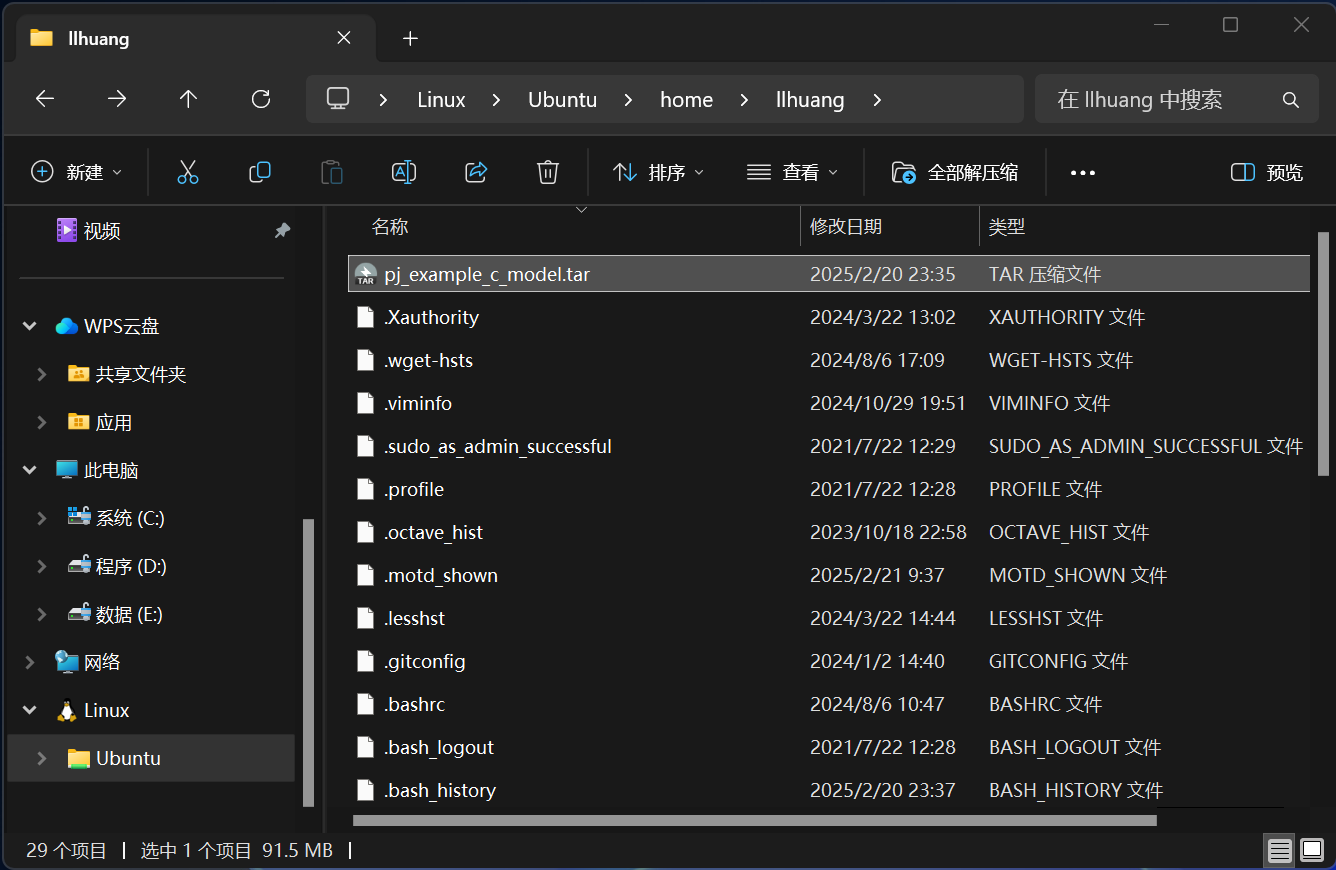 llhuang
Linux Ubuntu home llhuang 在 llhuang 中搜索
新建 排序 查看 全部解压缩 预览
视频
WPS云盘
共享文件夹
应用
此电脑
系统 (C:)
程序 (D:)
数据 (E:)
网络
Linux
Ubuntu
名称 修改日期 类型
pj_example_c_model.tar 2025/2/20 23:35 TAR 压缩文件
.Xauthority 2024/3/22 13:02 XAUTHORITY 文件
.wget-hsts 2024/8/6 17:09 WGET-HSTS 文件
.viminfo 2024/10/29 19:51 VIMINFO 文件
.sudo_as_admin_successful 2021/7/22 12:29 SUDO_AS_ADMIN_SUCCESSFUL 文件
.profile 2021/7/22 12:28 PROFILE 文件
.octave_hist 2023/10/18 22:58 OCTAVE_HIST 文件
.motd_shown 2025/2/21 9:37 MOTD_SHOWN 文件
.lesshst 2024/3/22 14:44 LESSHST 文件
.gitconfig 2024/1/2 14:40 GITCONFIG 文件
.bashrc 2024/8/6 10:47 BASHRC 文件
.bash_logout 2021/7/22 12:28 BASH_LOGOUT 文件
.bash_history 2025/2/20 23:37 BASH_HISTORY 文件
29 个项目 选中 1 个项目 91.5 MB